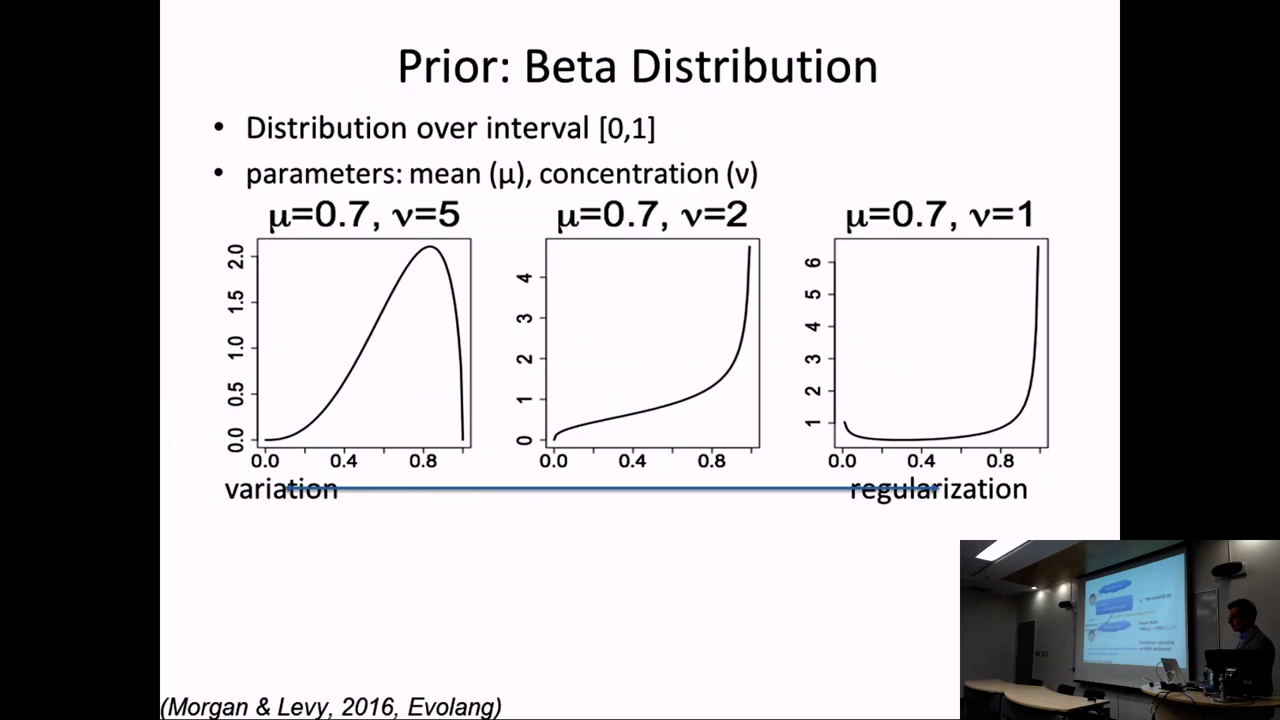 Prior: Beta Distribution
• Distribution over interval [0,1]
• parameters: mean (μ), concentration (ν)
μ=0.7, ν=5
μ=0.7, ν=2
μ=0.7, ν=1
2.0
1.5
1.0
0.5
0.0
0.0 0.4 0.8
4
3
2
1
0
0.0 0.4 0.8
6
5
4
3
2
1
0.0 0.4 0.8
variation
regularization
(Morgan & Levy, 2016, Evolang)